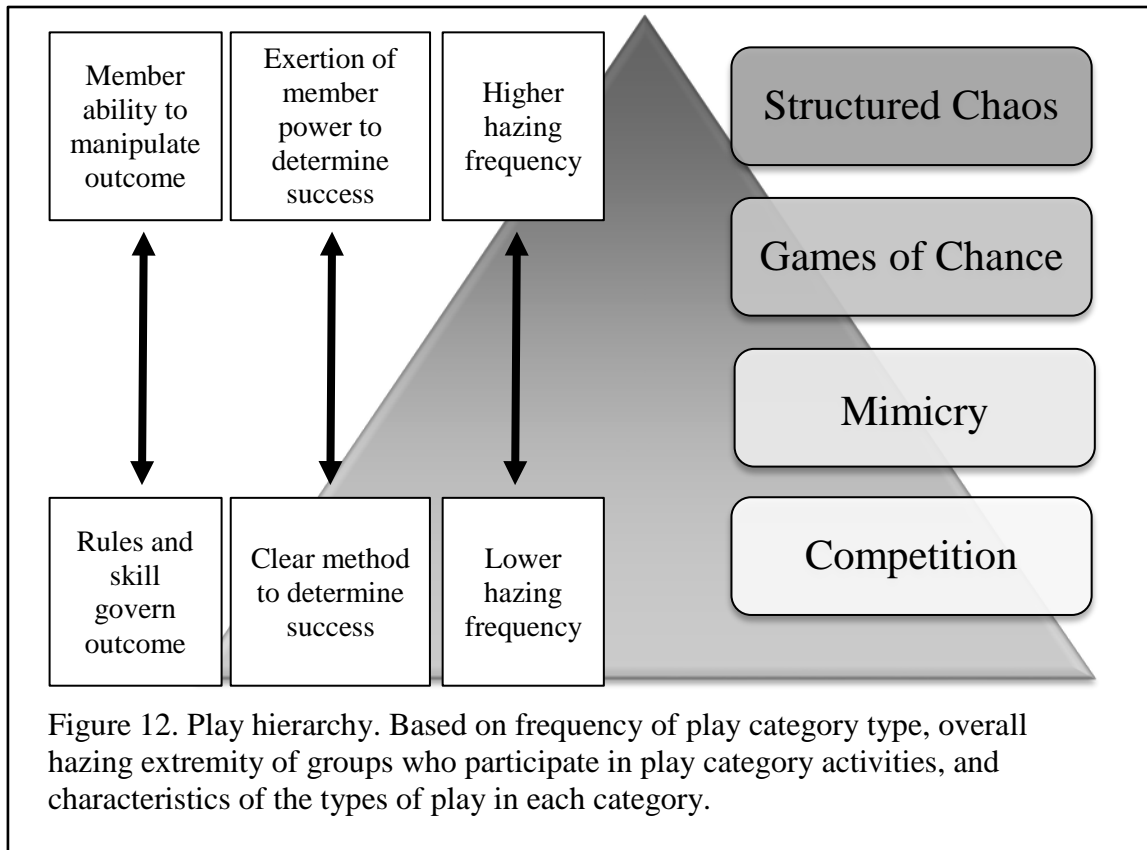 Member
ability to
manipulate
outcome
Exertion of
member
power to
determine
success
Higher
hazing
frequency
Structured Chaos
Games of Chance
Mimicry
Competition
Rules and
skill
govern
outcome
Clear method
to determine
success
Lower
hazing
frequency
Figure 12. Play hierarchy. Based on frequency of play category type, overall
hazing extremity of groups who participate in play category activities, and
characteristics of the types of play in each category.